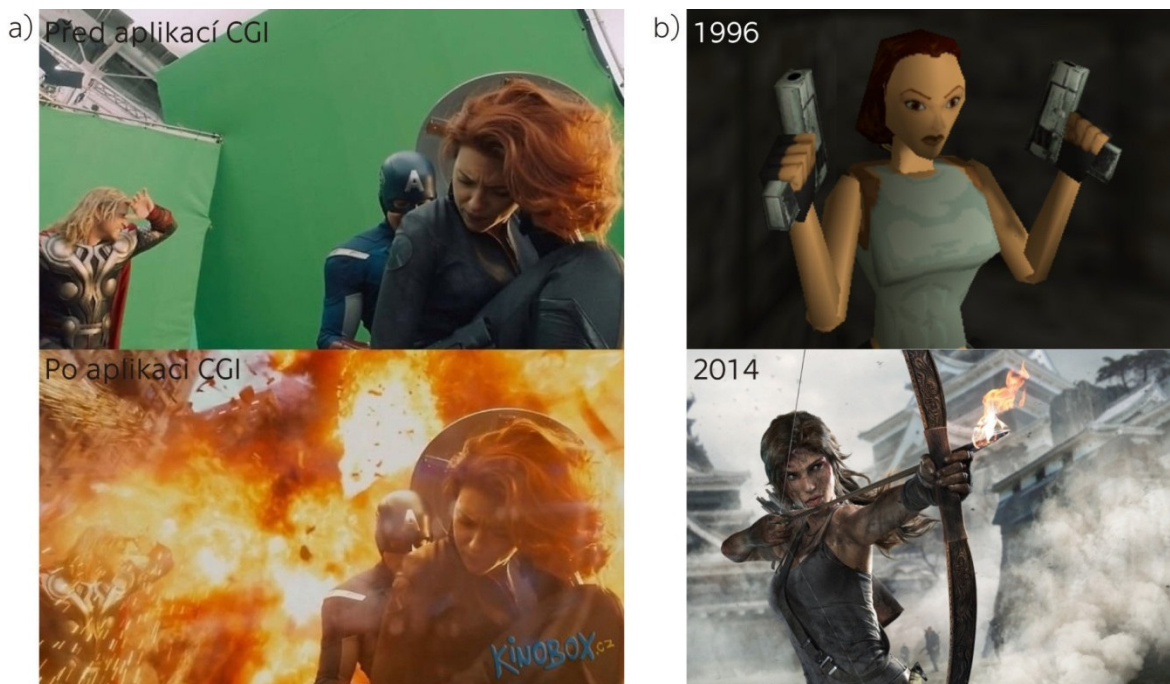 a)
Před aplikací CGI
Po aplikaci CGI
A
A
KINOBOX.cz
b)
1996
2014